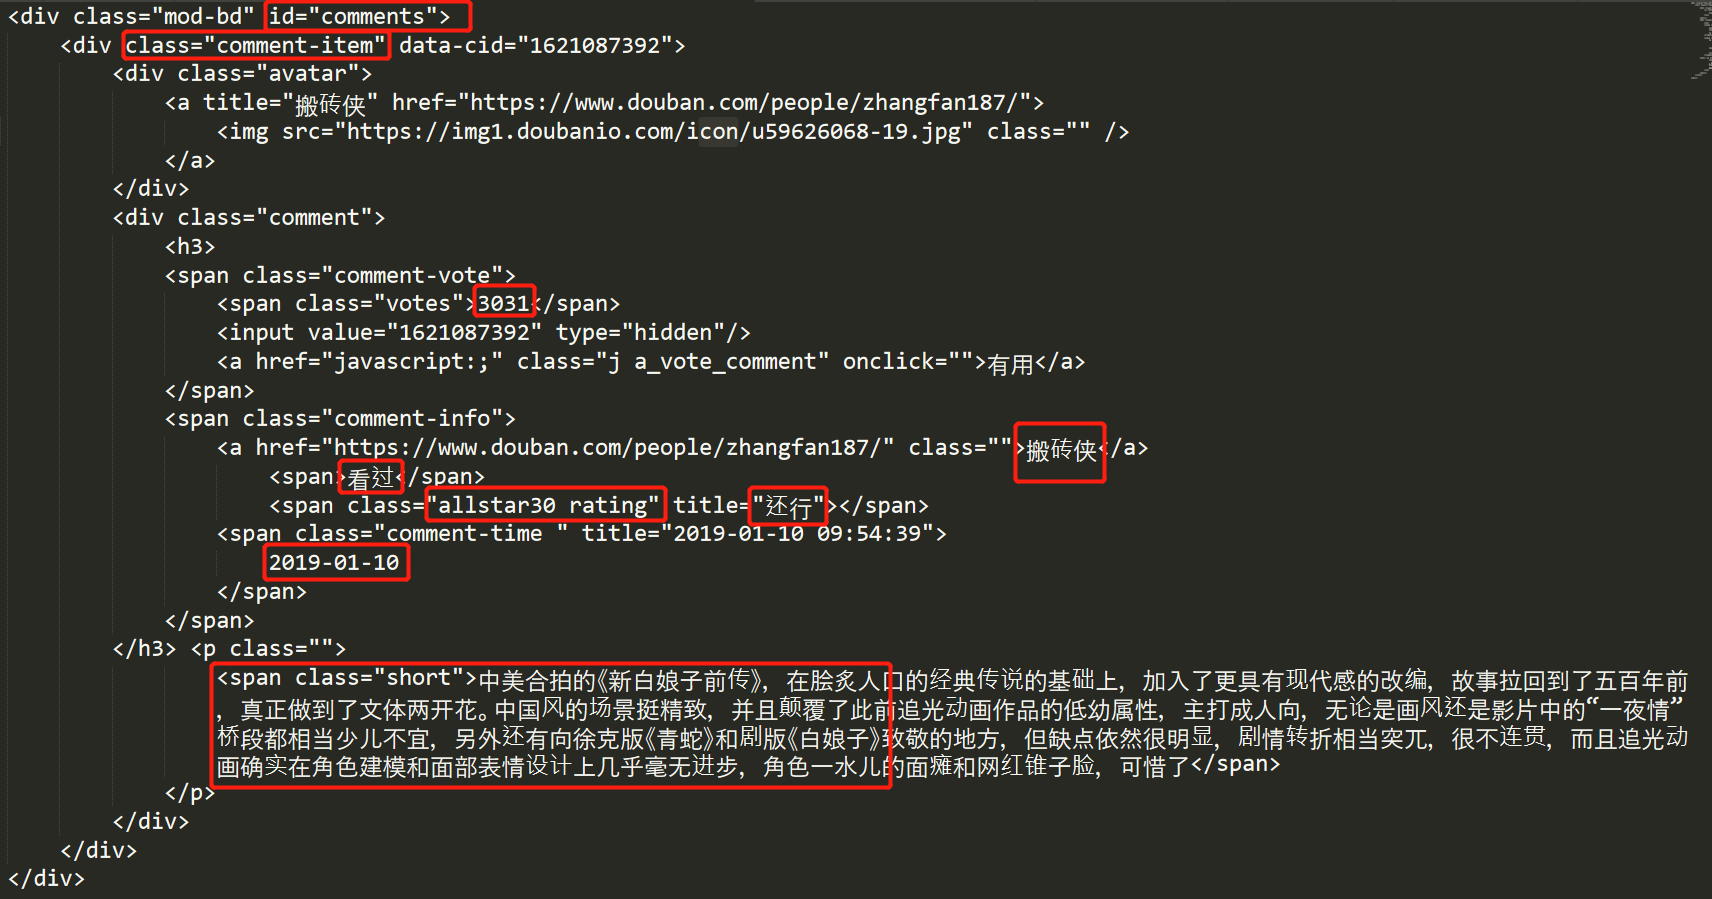 <div class="mod-bd" id="comments">
<div class="comment-item" data-cid="1621087392">
<div class="avatar">
<a title="搬砖侠" href="https://www.douban.com/people/zhangfan187/">
<img src="https://img1.doubanio.com/icon/u59626068-19.jpg" class="" />
</a>
</div>
<div class="comment">
<h3>
<span class="comment-vote">
<span class="votes">3031</span>
<input value="1621087392" type="hidden"/>
<a href="javascript:;" class="j a_vote_comment" onclick="">有用</a>
</span>
<span class="comment-info">
<a href="https://www.douban.com/people/zhangfan187/" class="">搬砖侠</a>
<span>看过</span>
<span class="allstar30 rating" title="还行"></span>
<span class="comment-time " title="2019-01-10 09:54:39">
2019-01-10
</span>
</span>
</h3> <p class="">
<span class="short">中美合拍的《新白娘子前传》，在脍炙人口的经典传说的基础上，加入了更具有现代感的改编，故事拉回到了五百年前
，真正做到了文体两开花。中国风的场景挺精致，并且颠覆了此前追光动画作品的低幼属性，主打成人向，无论是画风还是影片中的“一夜情”
桥段都相当少儿不宜，另外还有向徐克版《青蛇》和剧版《白娘子》致敬的地方，但缺点依然很明显，剧情转折相当突兀，很不连贯，而且追光动
画确实在角色建模和面部表情设计上几乎毫无进步，角色一水儿的面瘫和网红锥子脸，可惜了</span>
</p>
</div>
</div>
</div>